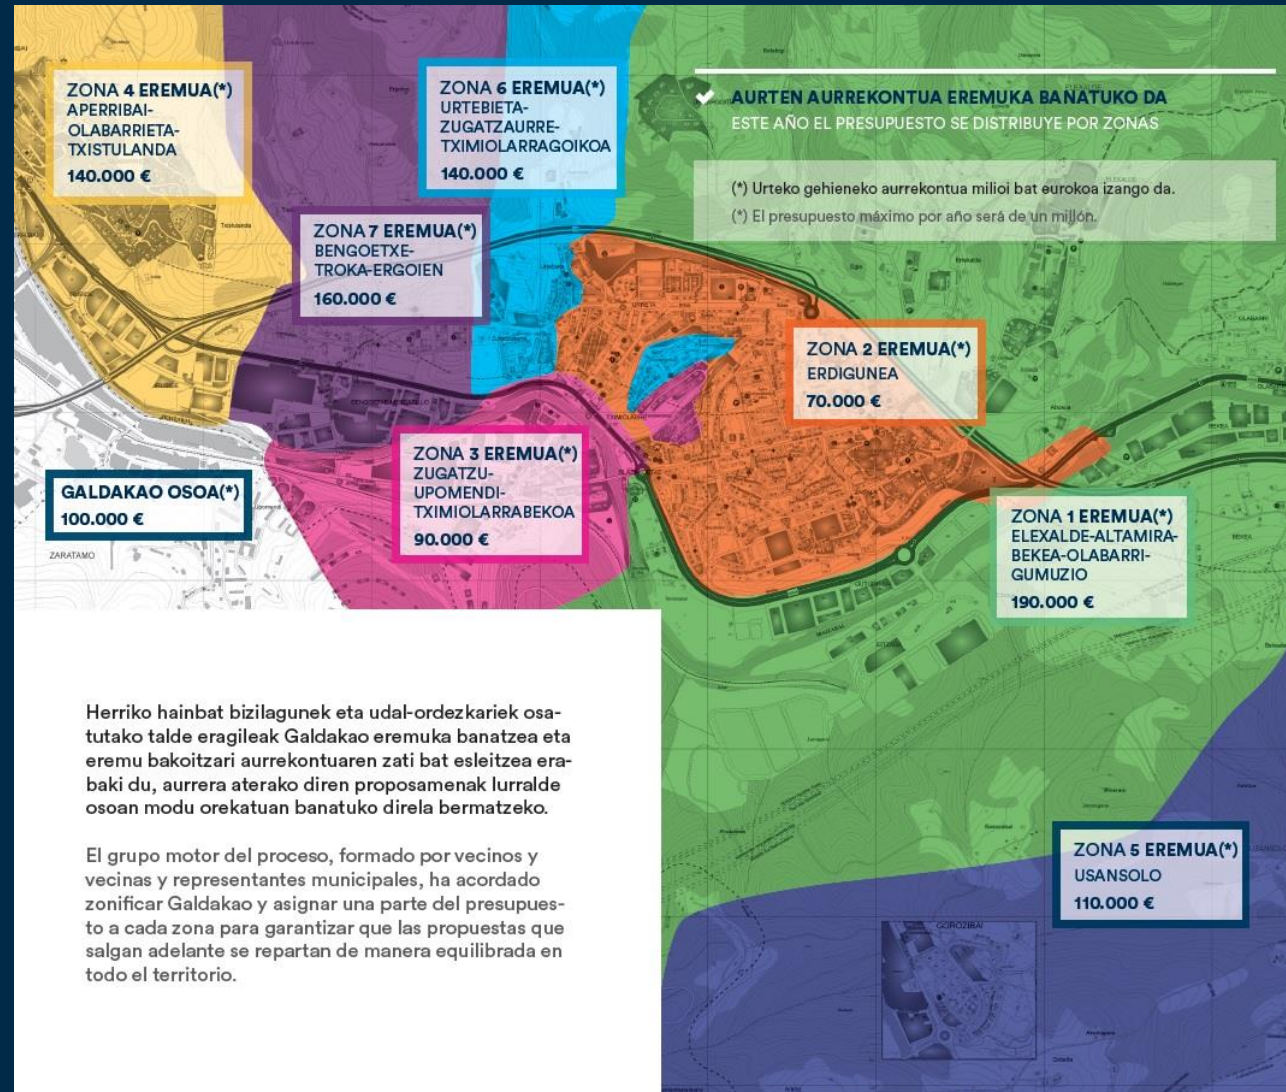 ZONA 4 EREMUA(*)
APERRIBAI-
OLABARRIETA-
TXISTULANDA
140.000 €
ZONA 6 EREMUA(*)
URTEBIETA-
ZUGATZAURRE-
TXIMIOLARRAGOIKOA
140.000 €
AURTEN AURREKONTUA EREMUKA BANATUKO DA
ESTE AÑO EL PRESUPUESTO SE DISTRIBUYE POR ZONAS
(*) Urteko gehieneko aurrekontua milioi bat eurokoa izango da.
(*) El presupuesto máximo por año será de un millón.
ZONA 7 EREMUA(*)
BENGOETXE-
TROKA-ERGOIEN
160.000 €
ZONA 2 EREMUA(*)
ERDIGUNEA
70.000 €
ZONA 3 EREMUA(*)
ZUGATZU-
UPOMENDI-
TXIMIOLARRABEKOA
90.000 €
GALDAKAO OSOA(*)
100.000 €
ZARATAMO
ZONA 1 EREMUA(*)
ELEXALDE-ALTAMIRA-
BEKEA-OLABARRI-
GUMUZIO
190.000 €
Herriko hainbat bizilagunek eta udal-ordezkariek osa-
tutako talde eragileak Galdakao eremuka banatzea eta
eremu bakoitzari aurrekontuaren zati bat esleitzea era-
baki du, aurrera aterako diren proposamenak lurralde
osoan modu orekatuan banatuko direla bermatzeko.
El grupo motor del proceso, formado por vecinos y
vecinas y representantes municipales, ha acordado
zonificar Galdakao y asignar una parte del presupues-
to a cada zona para garantizar que las propuestas que
salgan adelante se repartan de manera equilibrada en
todo el territorio.
ZONA 5 EREMUA(*)
USANSOLO
110.000 €
GOROZIBAI